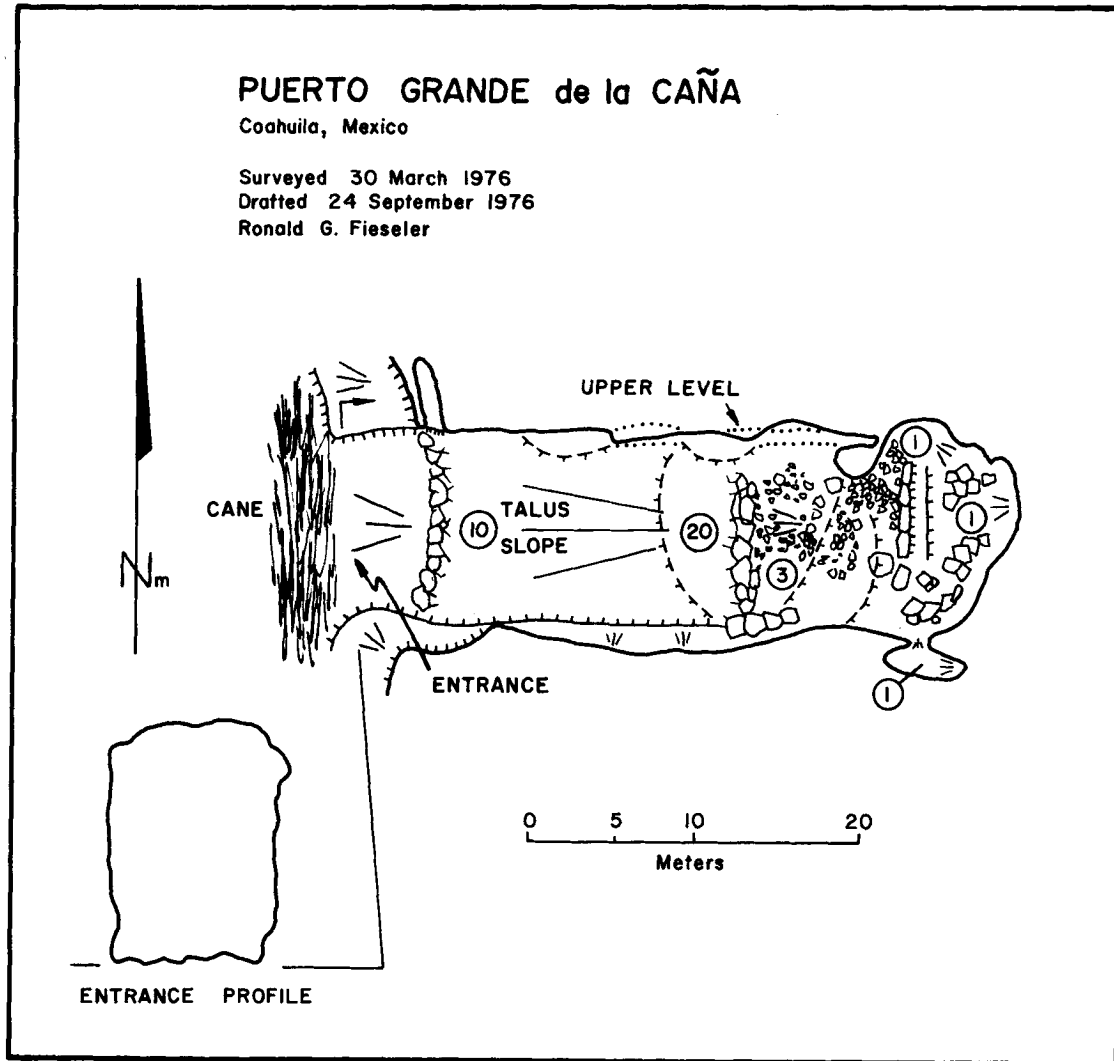 PUERTO GRANDE de la CAÑA
Coahuila, Mexico
Surveyed 30 March 1976
Drafted 24 September 1976
Ronald G. Fieseler
UPPER LEVEL
1
CANE
10
TALUS
SLOPE
20
1
3
Nm
ENTRANCE
1
0 5 10 20
Meters
ENTRANCE PROFILE